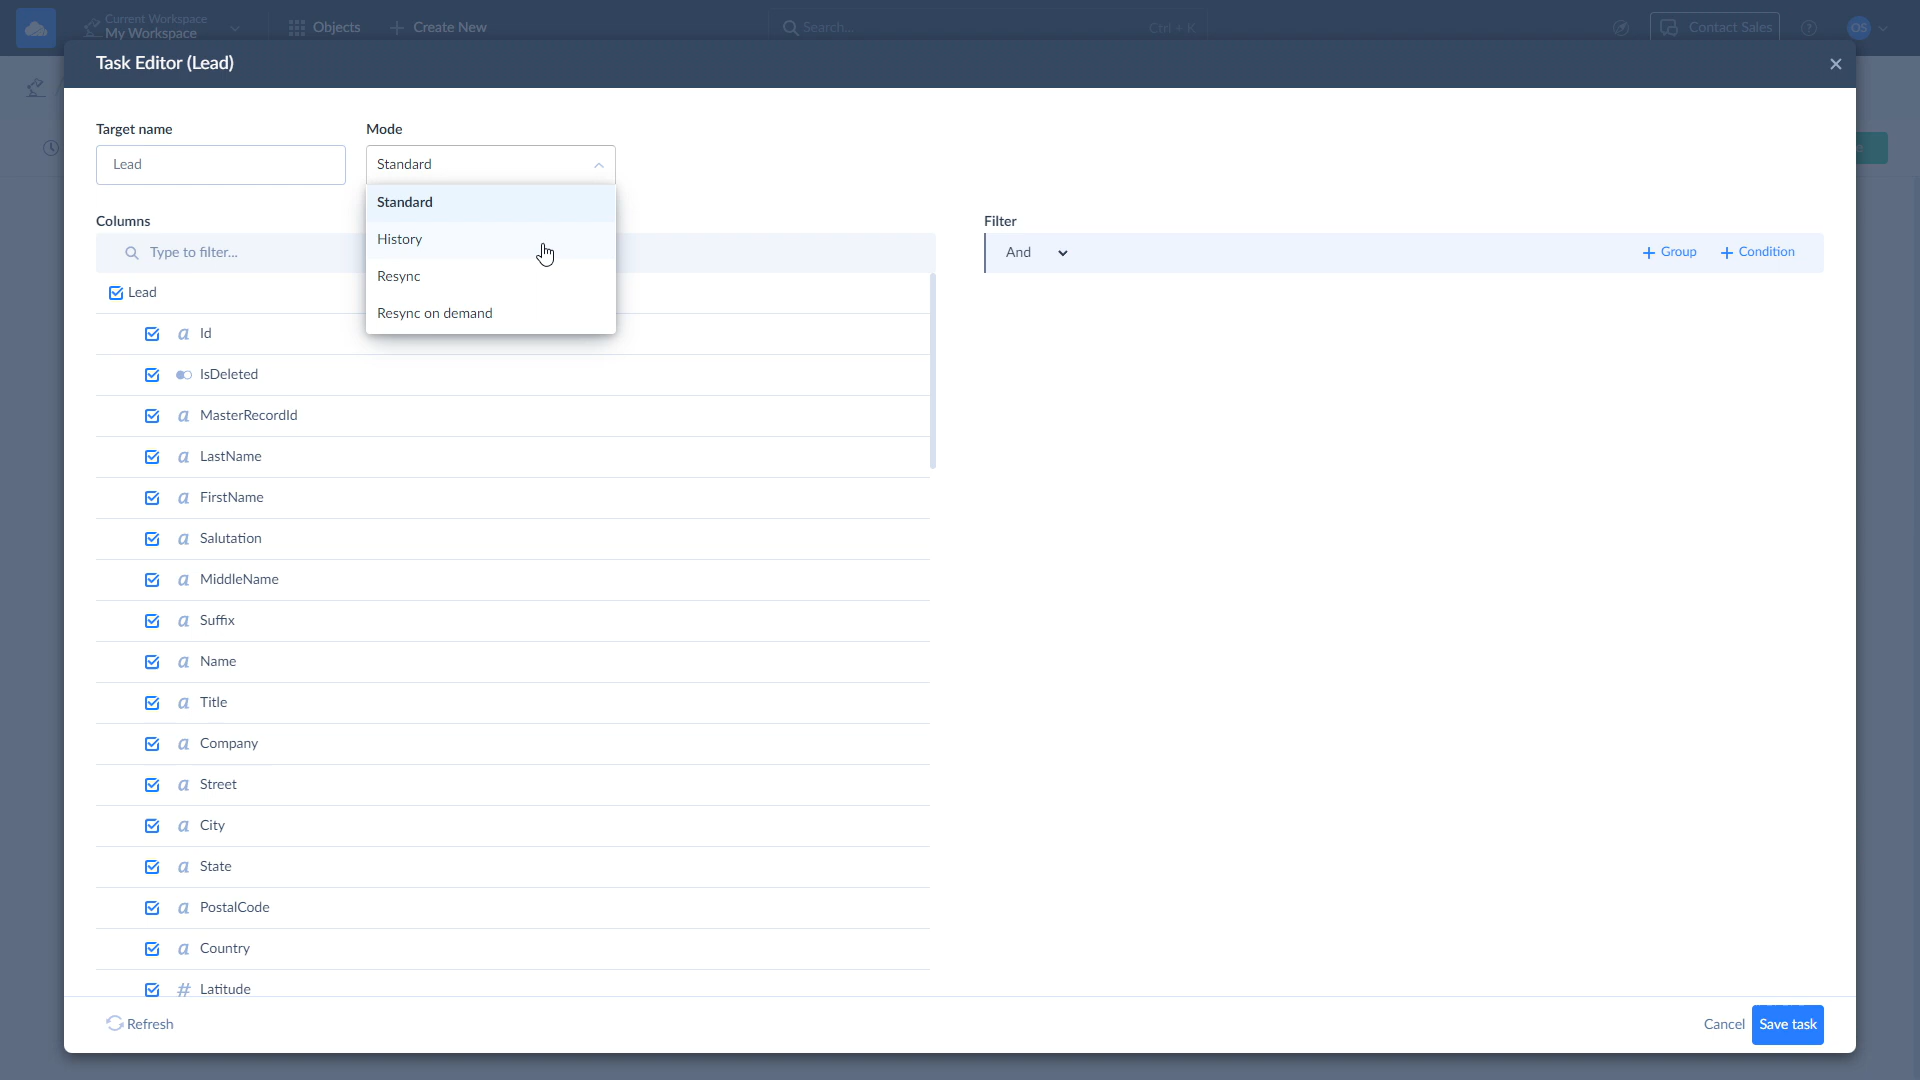 Current Workspace
My Workspace
Objects
Create New
Search...
Ctrl + K
Contact Sales
?
OS
Task Editor (Lead)
Target name
Mode
Lead
Standard
Standard
History
Resync
Resync on demand
Columns
Type to filter...
Filter
And
+ Group
+ Condition
Lead
a Id
IsDeleted
a MasterRecordId
a LastName
a FirstName
a Salutation
a MiddleName
a Suffix
a Name
a Title
a Company
a Street
a City
a State
a PostalCode
a Country
# Latitude
Refresh
Cancel
Save task